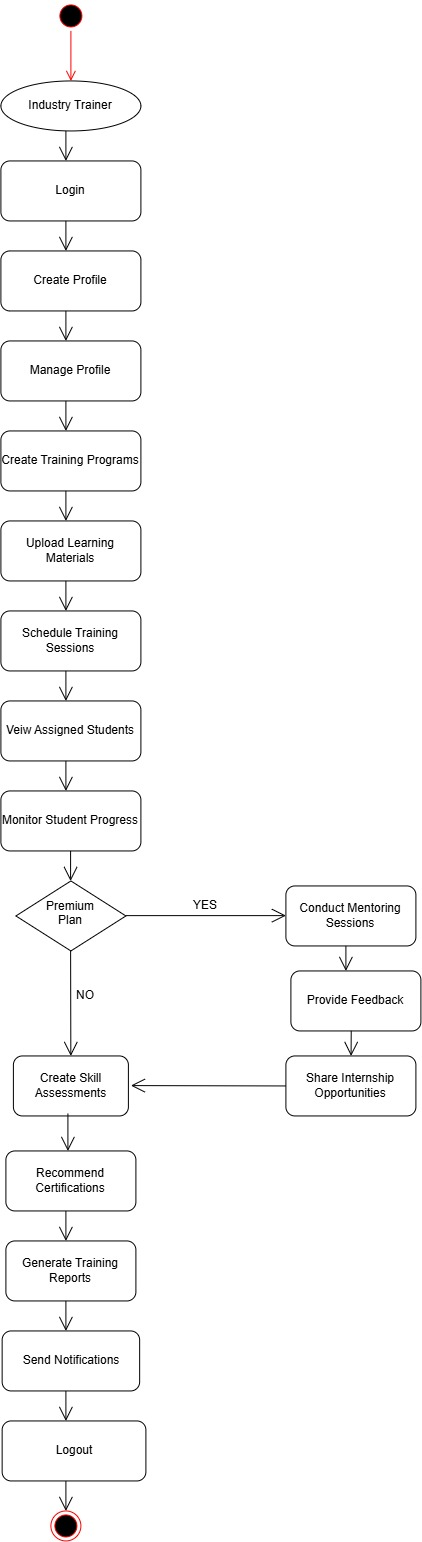 Industry Trainer
Login
Create Profile
Manage Profile
Create Training Programs
Upload Learning
Materials
Schedule Training
Sessions
Veiw Assigned Students
Monitor Student Progress
Premium
Plan
YES
Conduct Mentoring
Sessions
Provide Feedback
NO
Share Internship
Opportunities
Create Skill
Assessments
Recommend
Certifications
Generate Training
Reports
Send Notifications
Logout